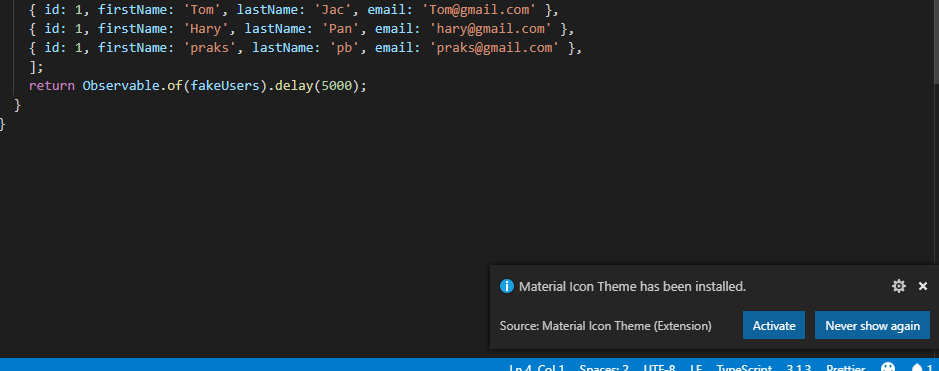 { id: 1, firstName: 'Tom', lastName: 'Jac', email: 'Tom@gmail.com' },
{ id: 1, firstName: 'Hary', lastName: 'Pan', email: 'hary@gmail.com' },
{ id: 1, firstName: 'praks', lastName: 'pb', email: 'praks@gmail.com' },
];
return Observable.of(fakeUsers).delay(5000);
}
}
Material Icon Theme has been installed.
Source: Material Icon Theme (Extension) Activate Never show again
Ln 4, Col 1 Spaces: 2 UTF-8 LF TypeScript 3.1.3 Prettier 1